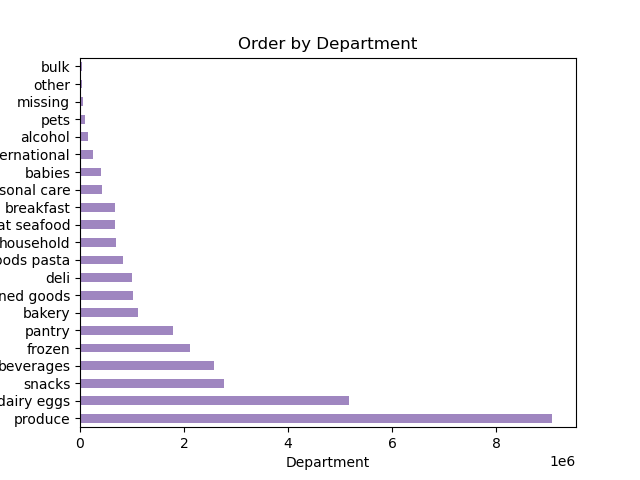 Order by Department
bulk
other
missing
pets
alcohol
ernational
babies
sonal care
breakfast
at seafood
household
oods pasta
deli
ned goods
bakery
pantry
frozen
beverages
snacks
dairy eggs
produce
0 2 4 6 8
1e6
Department